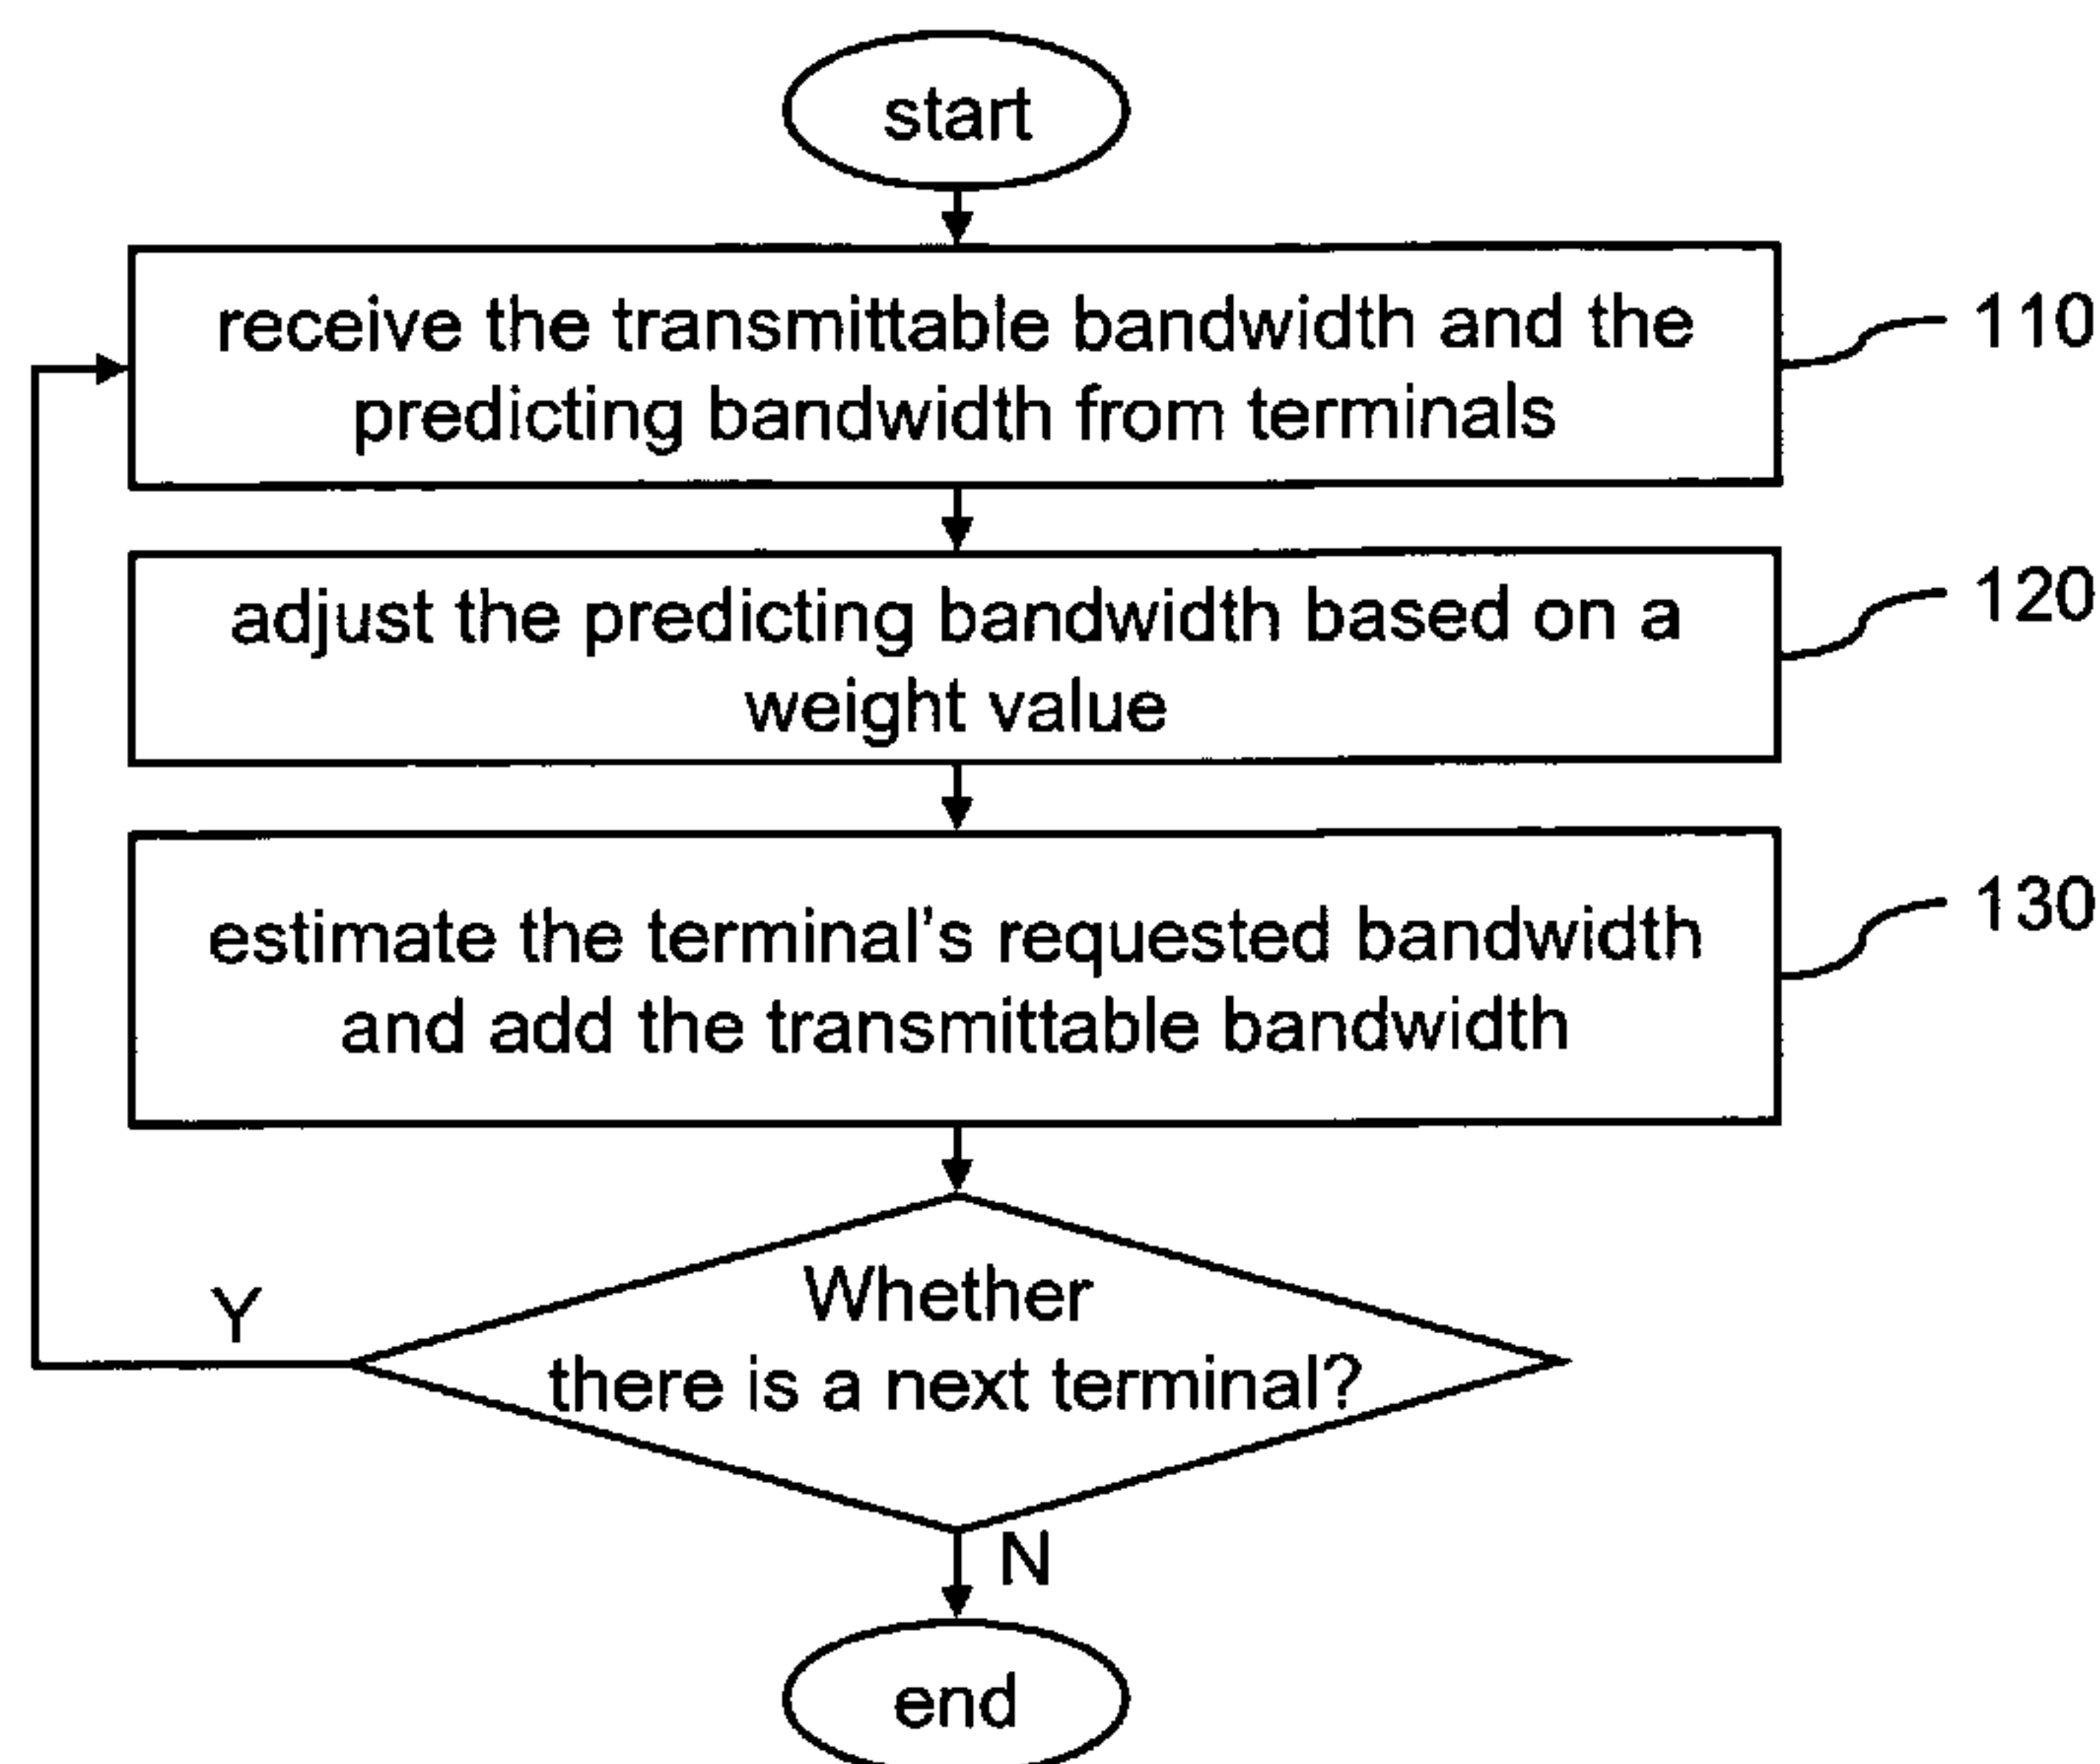 start
receive the transmittable bandwidth and the
predicting bandwidth from terminals
110
adjust the predicting bandwidth based on a
weight value
120
estimate the terminal's requested bandwidth
and add the transmittable bandwidth
130
Whether
there is a next terminal?
Y
N
end